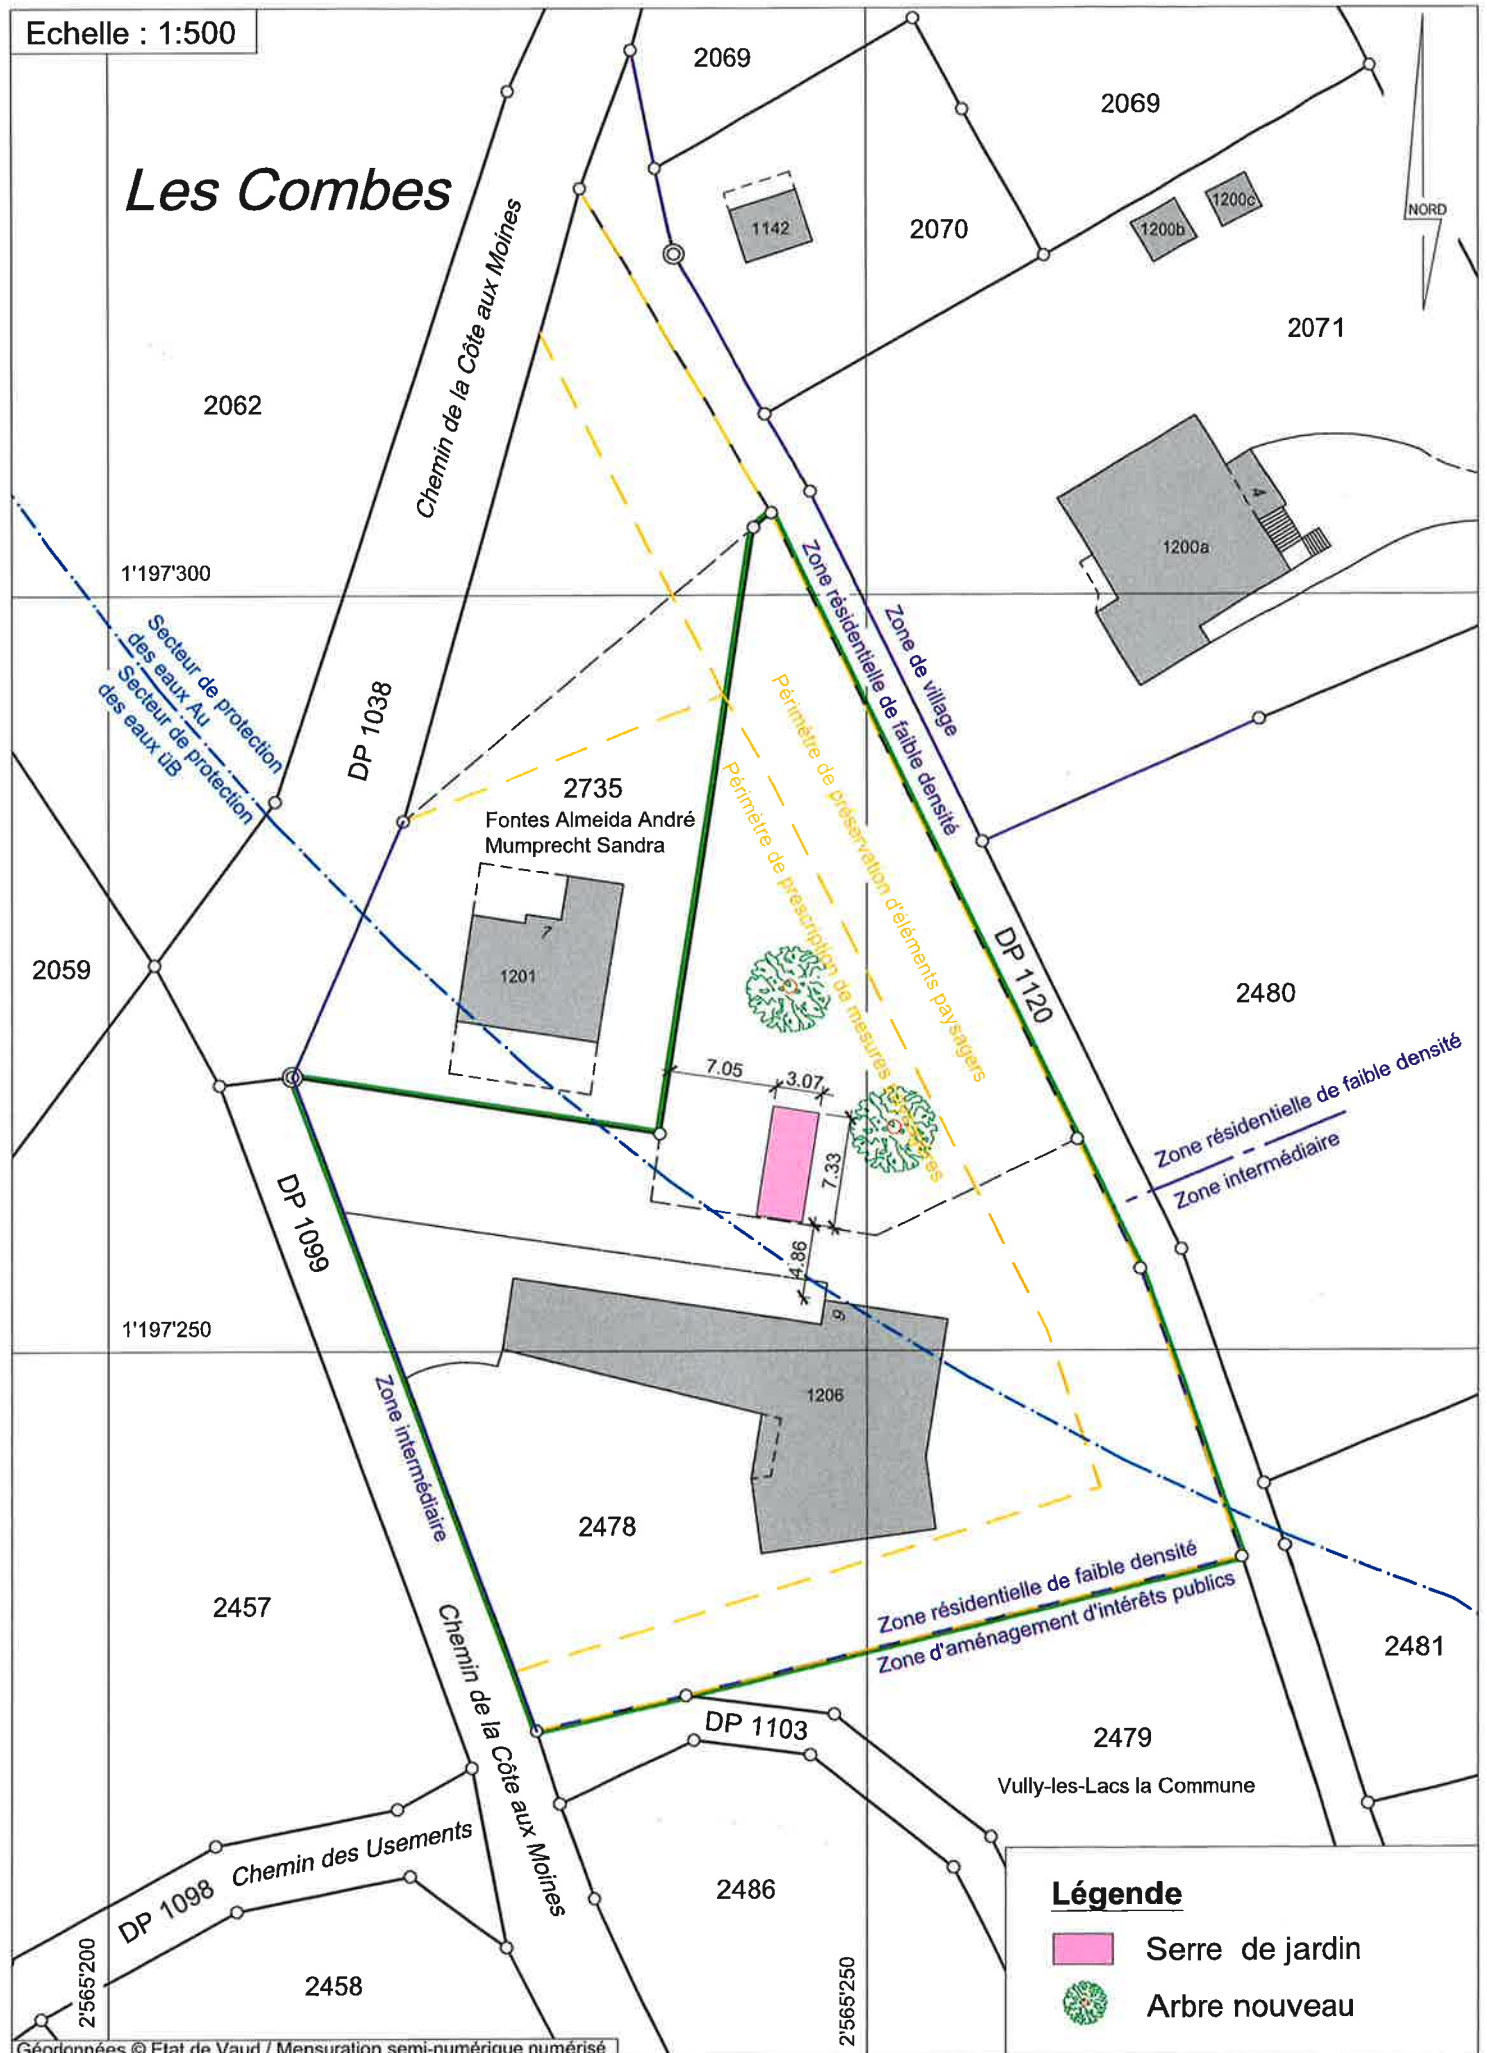 Echelle : 1:500
2069
2069
Les Combes
Chemin de la Côte aux Moines
1142
2070
1200b
1200c
NORD
2071
2062
4
1200a
1'197'300
Secteur de protection
des eaux Au
Secteur de protection
des eaux üB
DP 1038
Zone résidentielle de faible densité
Zone de village
Périmètre de préservation d'éléments paysagers
Périmètre de prescription de mesures
2735
Fontes Almeida André
Mumprecht Sandra
7
1201
2059
DP 1120
2480
7.05
3.07
7.33
4.86
Zone résidentielle de faible densité
Zone intermédiaire
DP 1099
1'197'250
9
1206
Zone intermédiaire
2478
2457
Zone résidentielle de faible densité
Zone d'aménagement d'intérêts publics
2481
Chemin de la Côte aux Moines
DP 1103
2479
Vully-les-Lacs la Commune
Chemin des Usements
DP 1098
2486
2458
2'565'200
2'565'250
Légende
Serre de jardin
Arbre nouveau
Géodonnées © Etat de Vaud / Mensuration semi-numérique numérisé